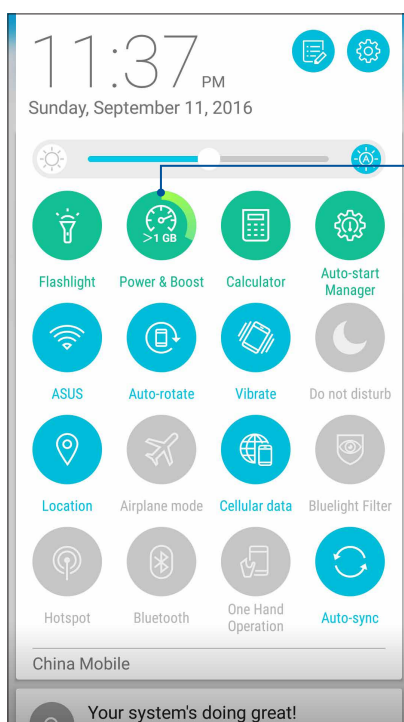 11:37 PM
Sunday, September 11, 2016
A
>1 GB
Flashlight
Power & Boost
Calculator
Auto-start
Manager
ASUS
Auto-rotate
Vibrate
Do not disturb
Location
Airplane mode
Cellular data
Bluelight Filter
Hotspot
Bluetooth
One Hand
Operation
Auto-sync
China Mobile
Your system's doing great!